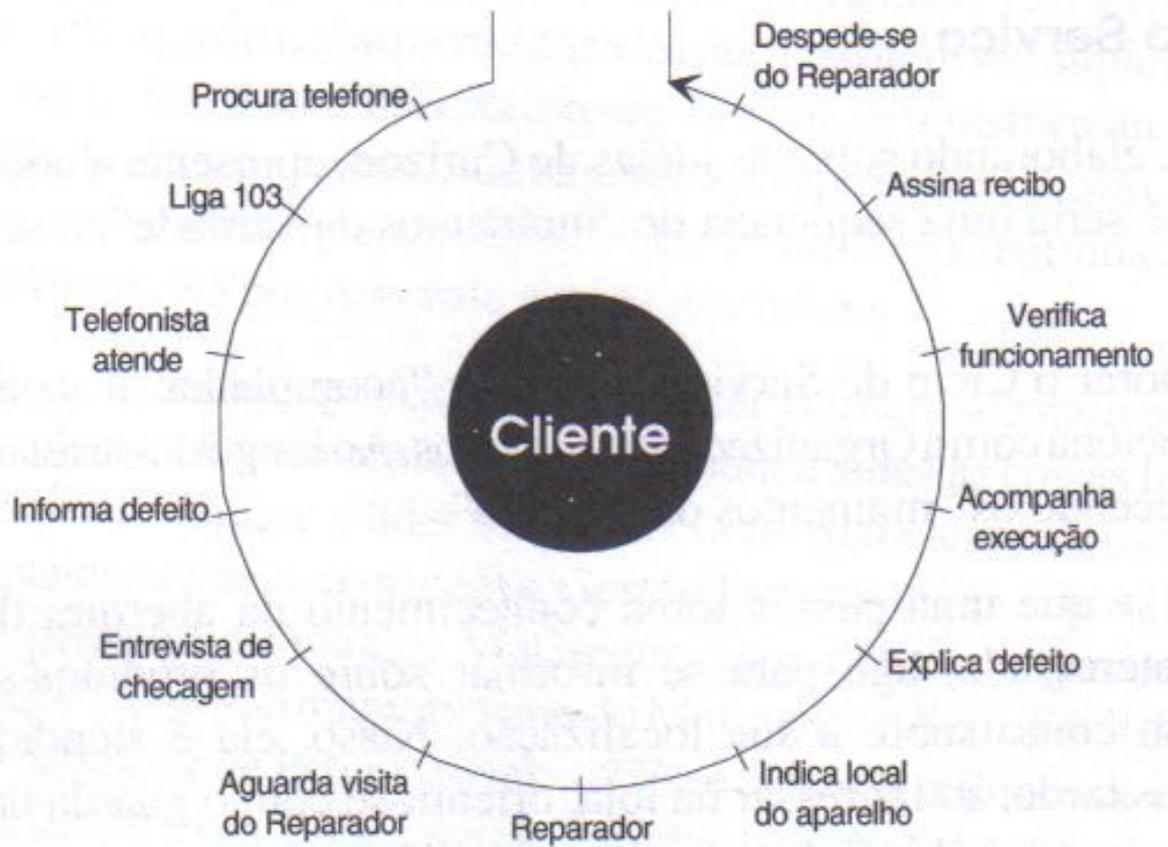 Procura telefone
Liga 103
Telefonista
atende
Informa defeito
Entrevista de
checagem
Aguarda visita
do Reparador
Reparador
Indica local
do aparelho
Explica defeito
Acompanha
execução
Verifica
funcionamento
Assina recibo
Despede-se
do Reparador
Cliente